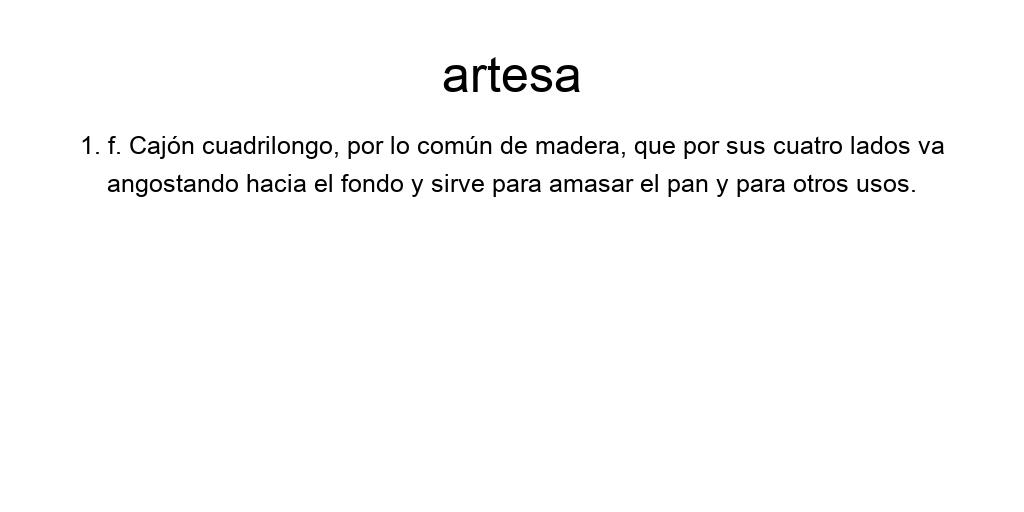 artesa
1. f. Cajón cuadrilongo, por lo común de madera, que por sus cuatro lados va
angostando hacia el fondo y sirve para amasar el pan y para otros usos.